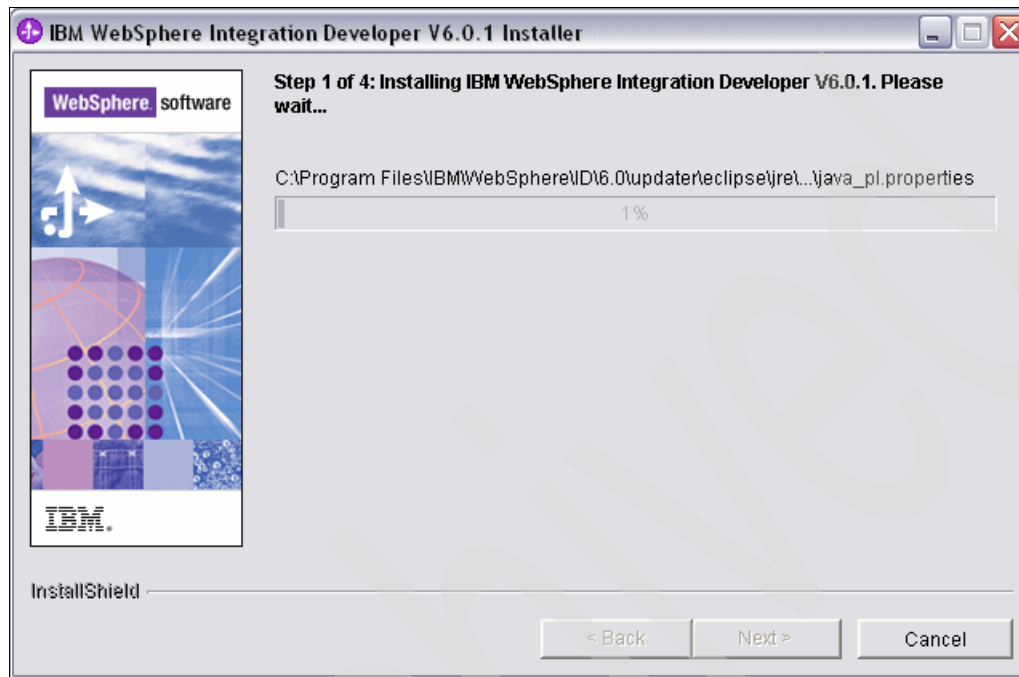 IBM WebSphere Integration Developer V6.0.1 Installer
WebSphere. software
Step 1 of 4: Installing IBM WebSphere Integration Developer V6.0.1. Please
wait...
C:\Program Files\IBM\WebSphere\ID\6.0\updater\eclipse\jre\...\java_pl.properties
1%
IBM.
InstallShield
< Back
Next >
Cancel